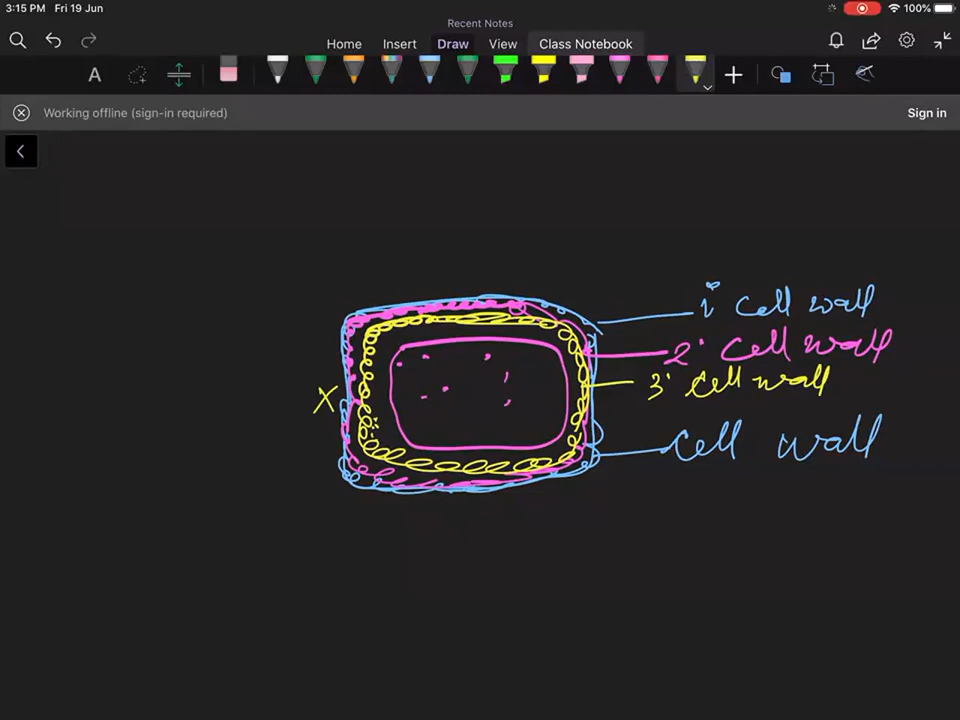 3:15 PM Fri 19 Jun
100%
Recent Notes
Home Insert Draw View Class Notebook
A
Working offline (sign-in required)
Sign in
1° Cell wall
2° Cell wall
3° Cell wall
X
Cell wall